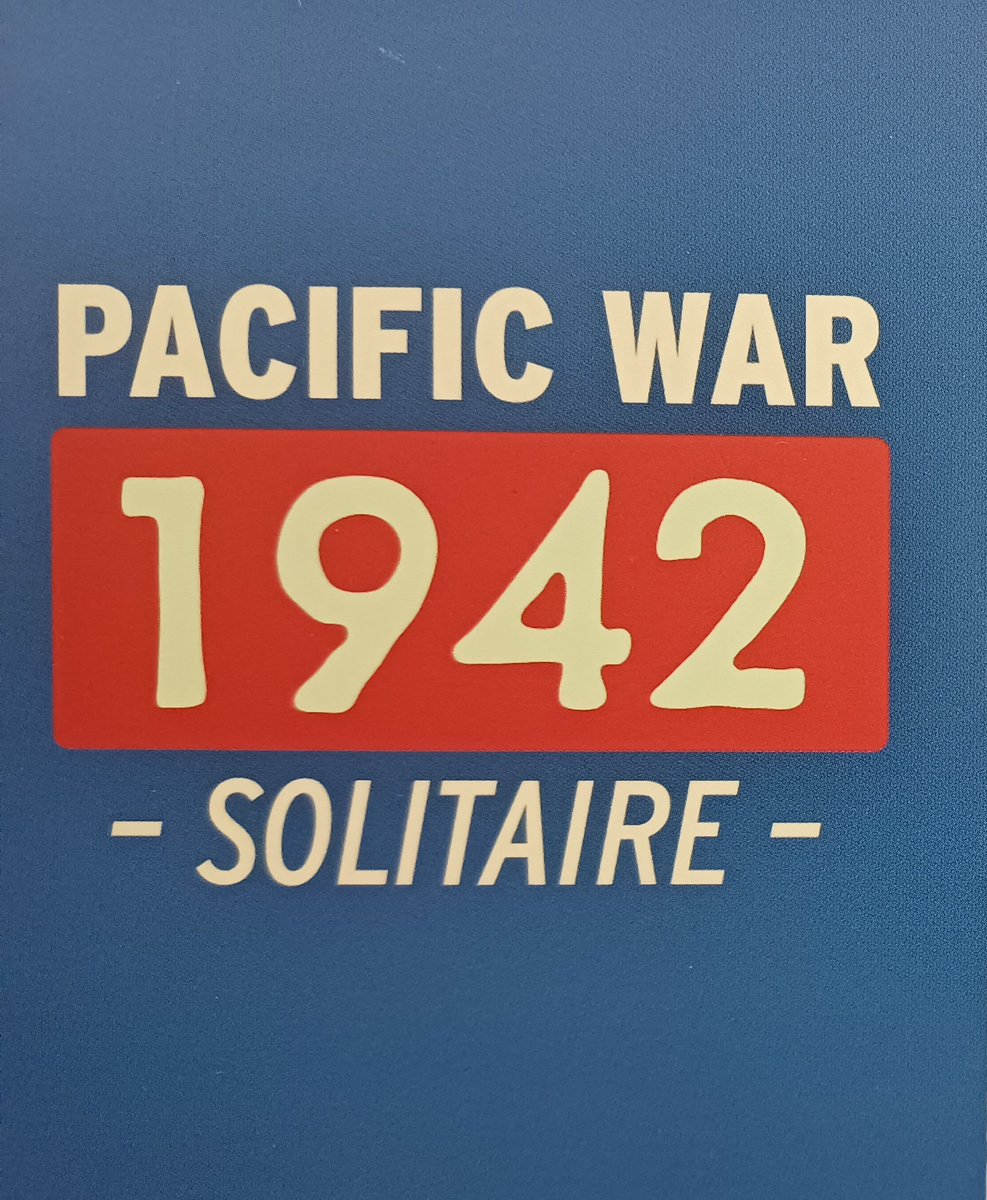 PACIFIC WAR
1942
- SOLITAIRE -